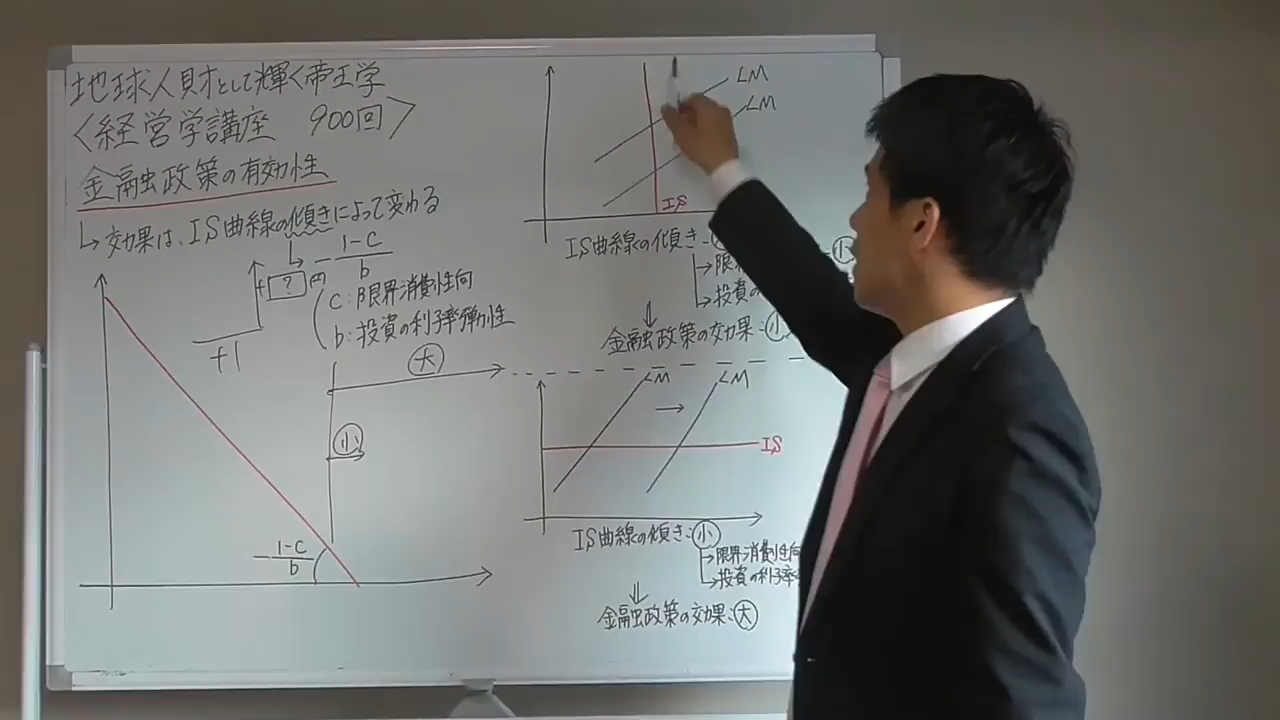 地球人財として輝く帝王学
<経営学講座 900回>
金融政策の有効性
↳効果は、IS曲線の傾きによって変わる
↳ - 1-C / b
?
C:限界消費性向
b:投資の利子率弾力性
+1
大
小
- 1-C / b
LM
LM
IS
IS曲線の傾き:
→限界
小
→投資の
⇓
金融政策の効果:小
LM → LM
IS
IS曲線の傾き:小
→限界消費性向
→投資の利子率
⇓
金融政策の効果:大